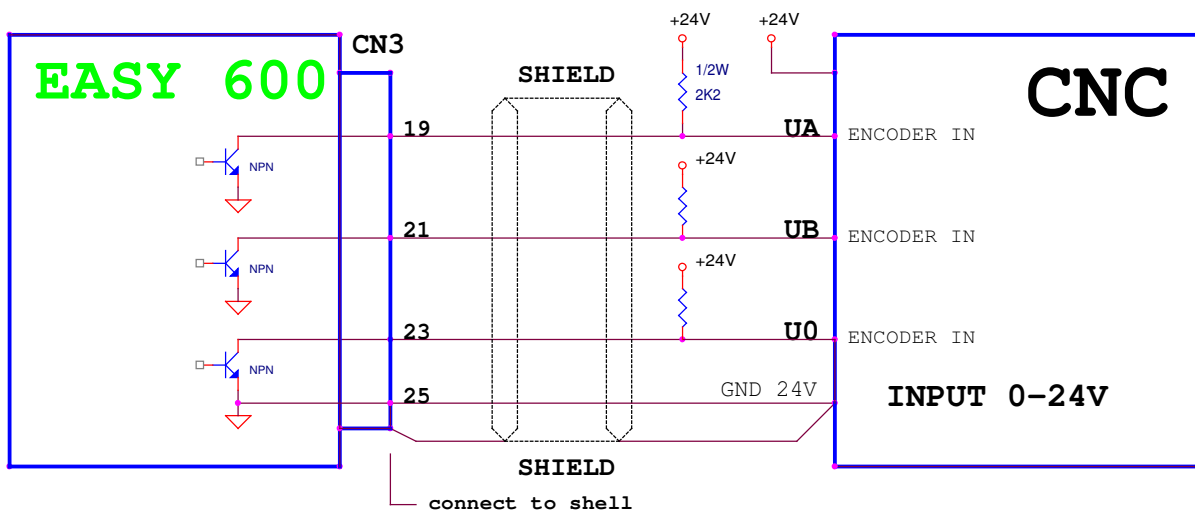 +24V
+24V
CN3
EASY 600
SHIELD
1/2W
2K2
CNC
19
UA
ENCODER IN
NPN
+24V
21
UB
ENCODER IN
NPN
+24V
23
U0
ENCODER IN
NPN
25
GND 24V
INPUT 0-24V
SHIELD
connect to shell